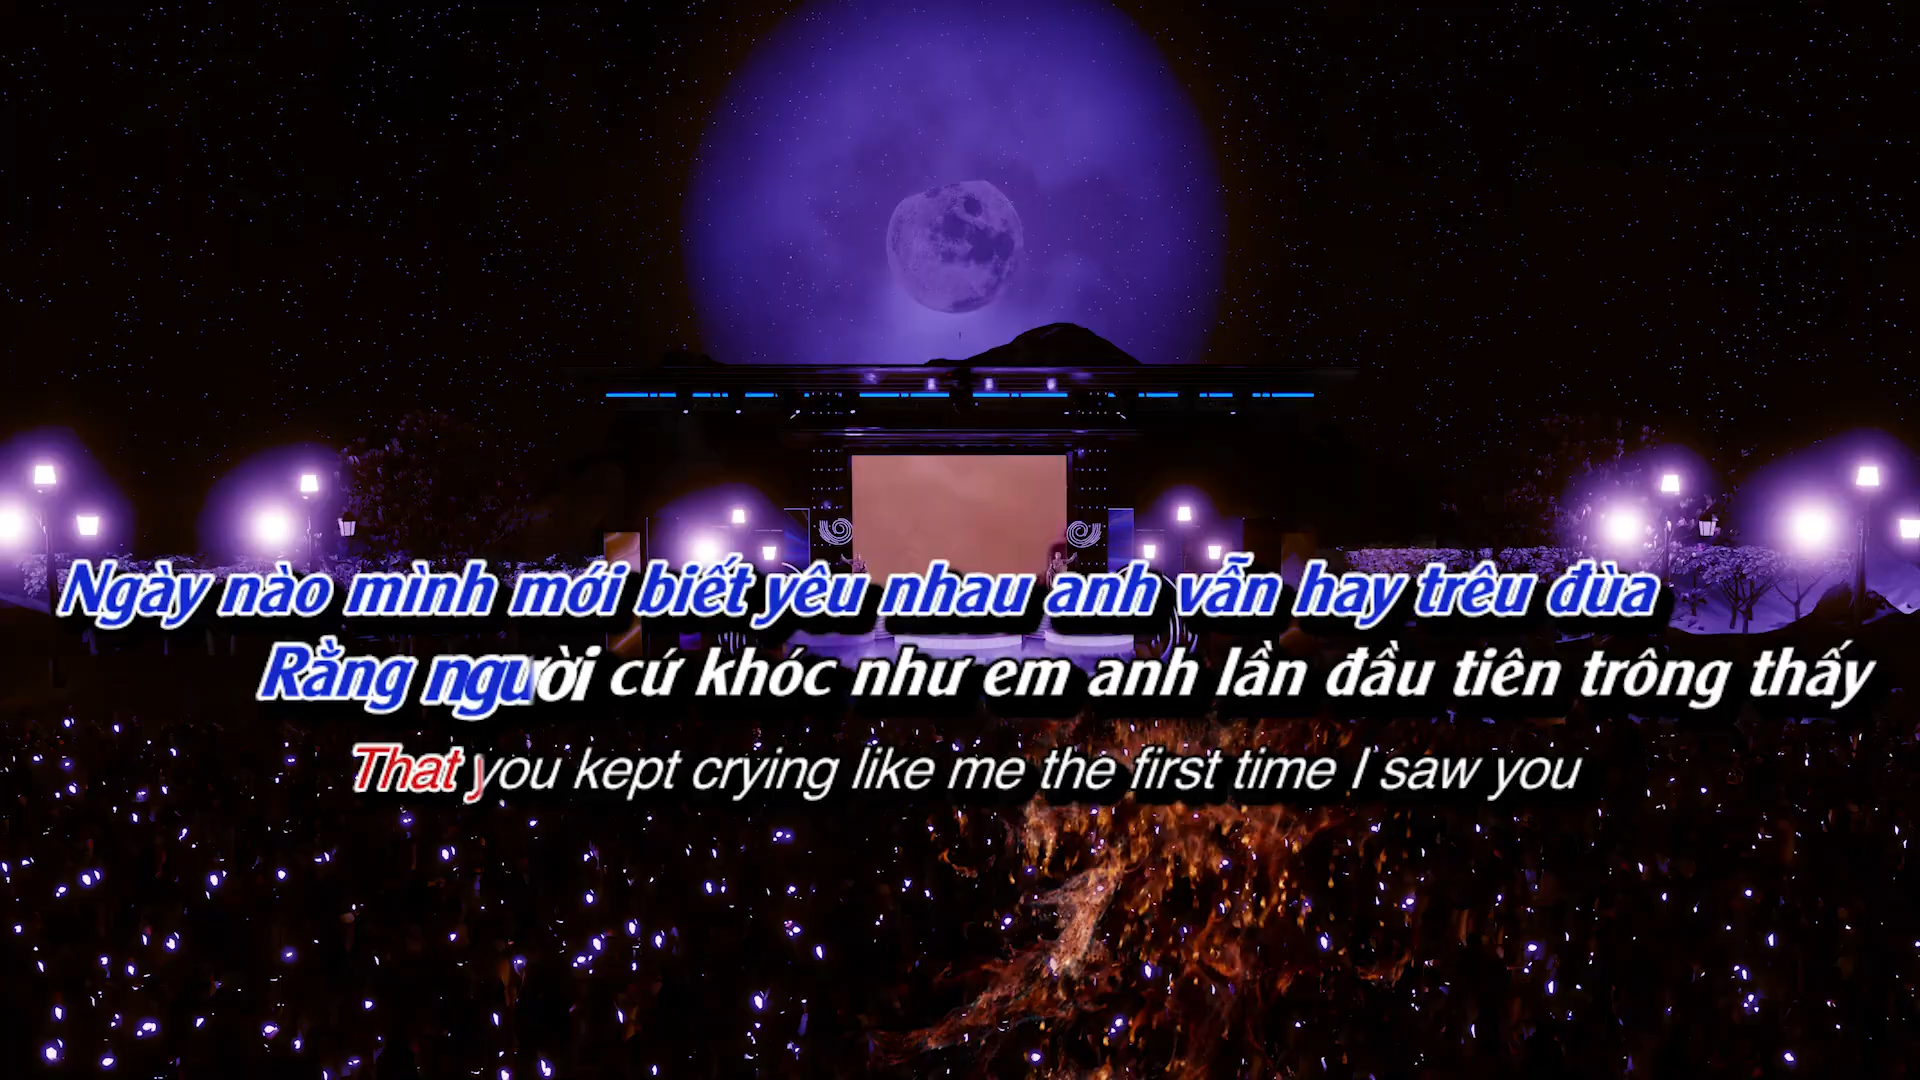 Ngày nào mình mới biết yêu nhau anh vẫn hay trêu đùa
Rằng người cứ khóc như em anh lần đầu tiên trông thấy
That you kept crying like me the first time I saw you